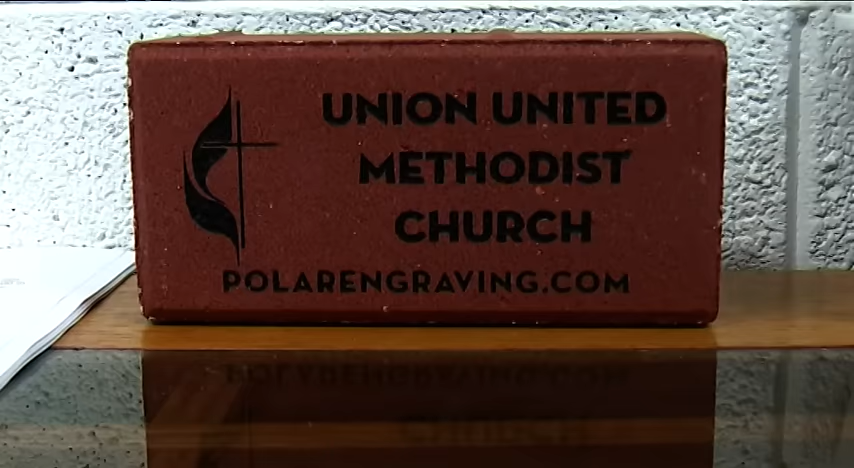 UNION UNITED
METHODIST
CHURCH
POLARENGRAVING.COM